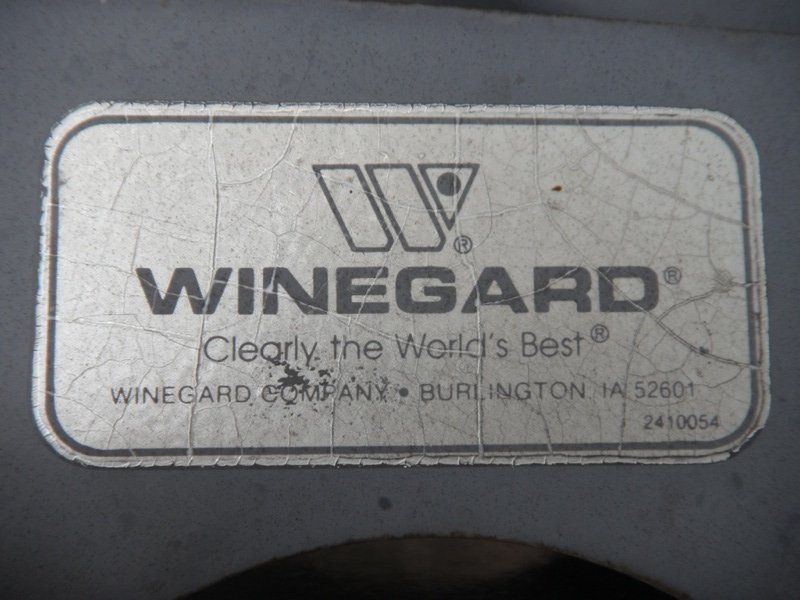 W®
WINEGARD®
Clearly the World's Best®
WINEGARD COMPANY • BURLINGTON, IA 52601
2410054